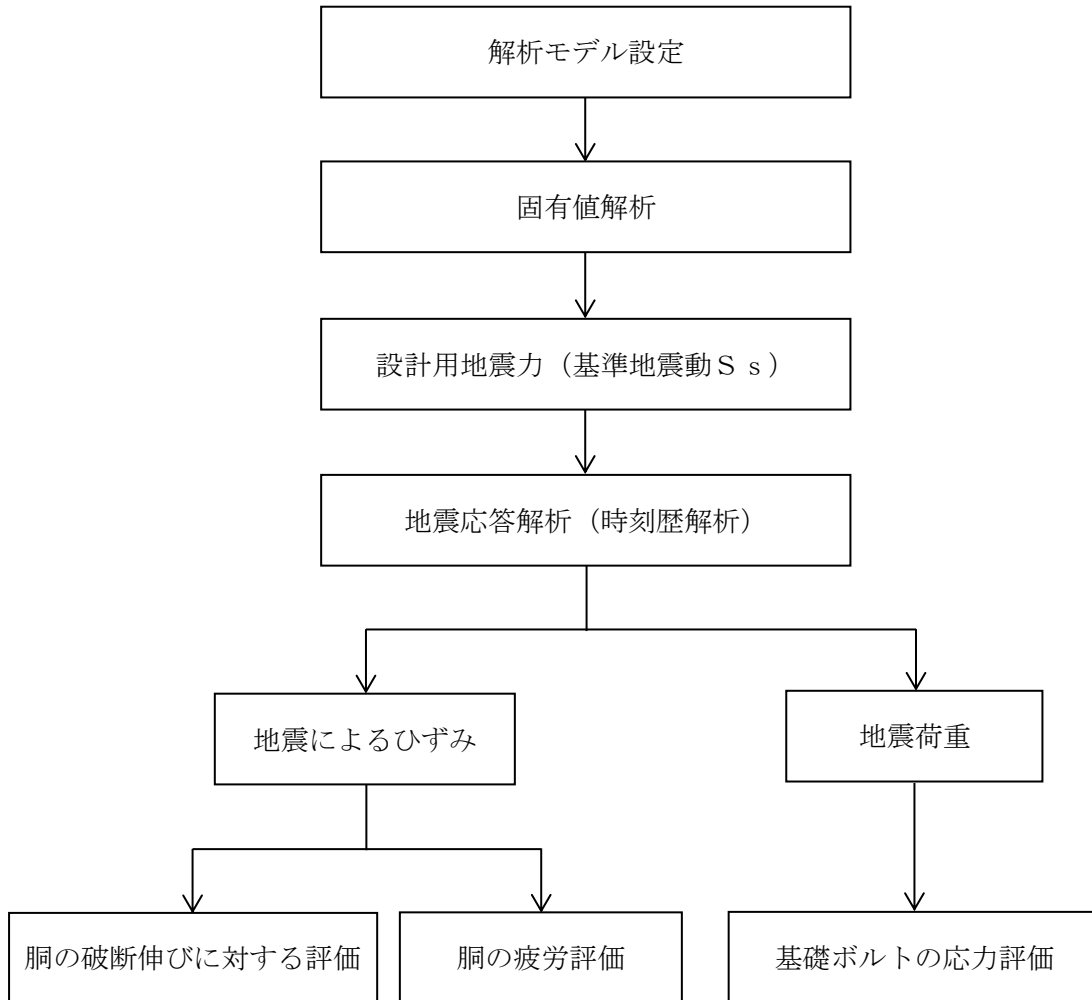 解析モデル設定
固有値解析
設計用地震力（基準地震動Ｓｓ）
地震応答解析（時刻歴解析）
地震によるひずみ
地震荷重
胴の破断伸びに対する評価
胴の疲労評価
基礎ボルトの応力評価